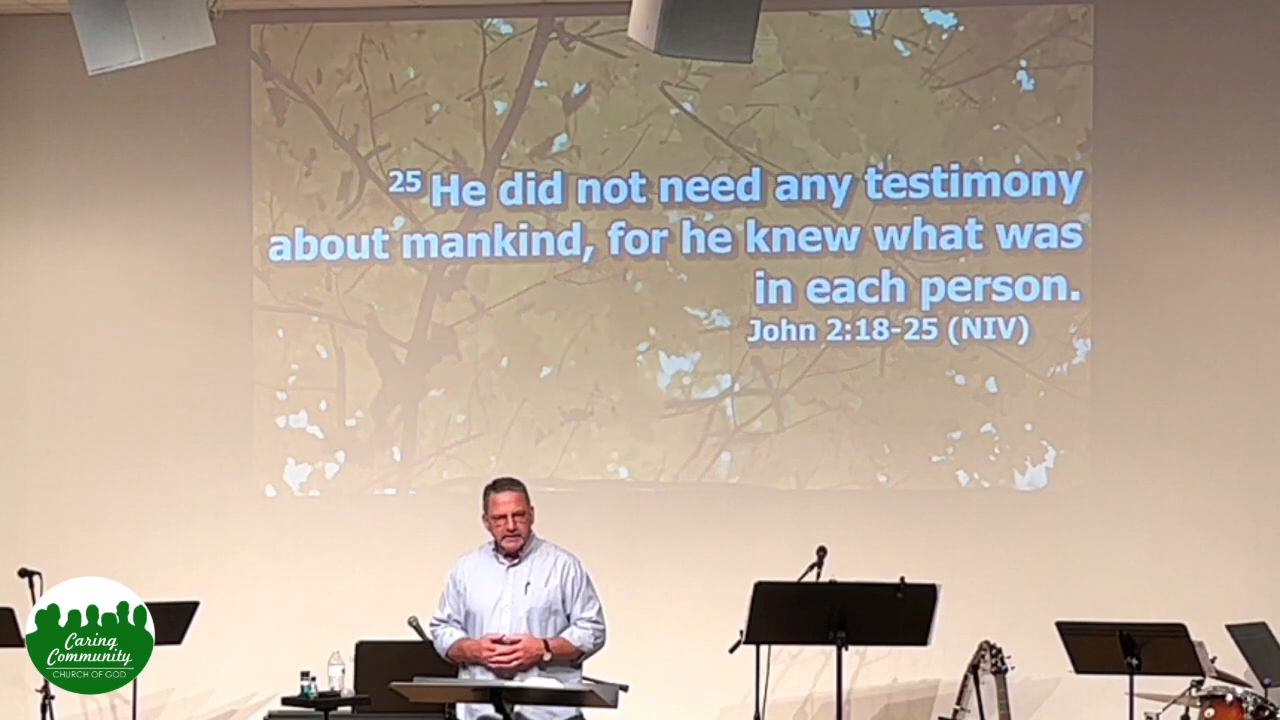 25 He did not need any testimony
about mankind, for he knew what was
in each person.
John 2:18-25 (NIV)
Caring
Community
CHURCH OF GOD